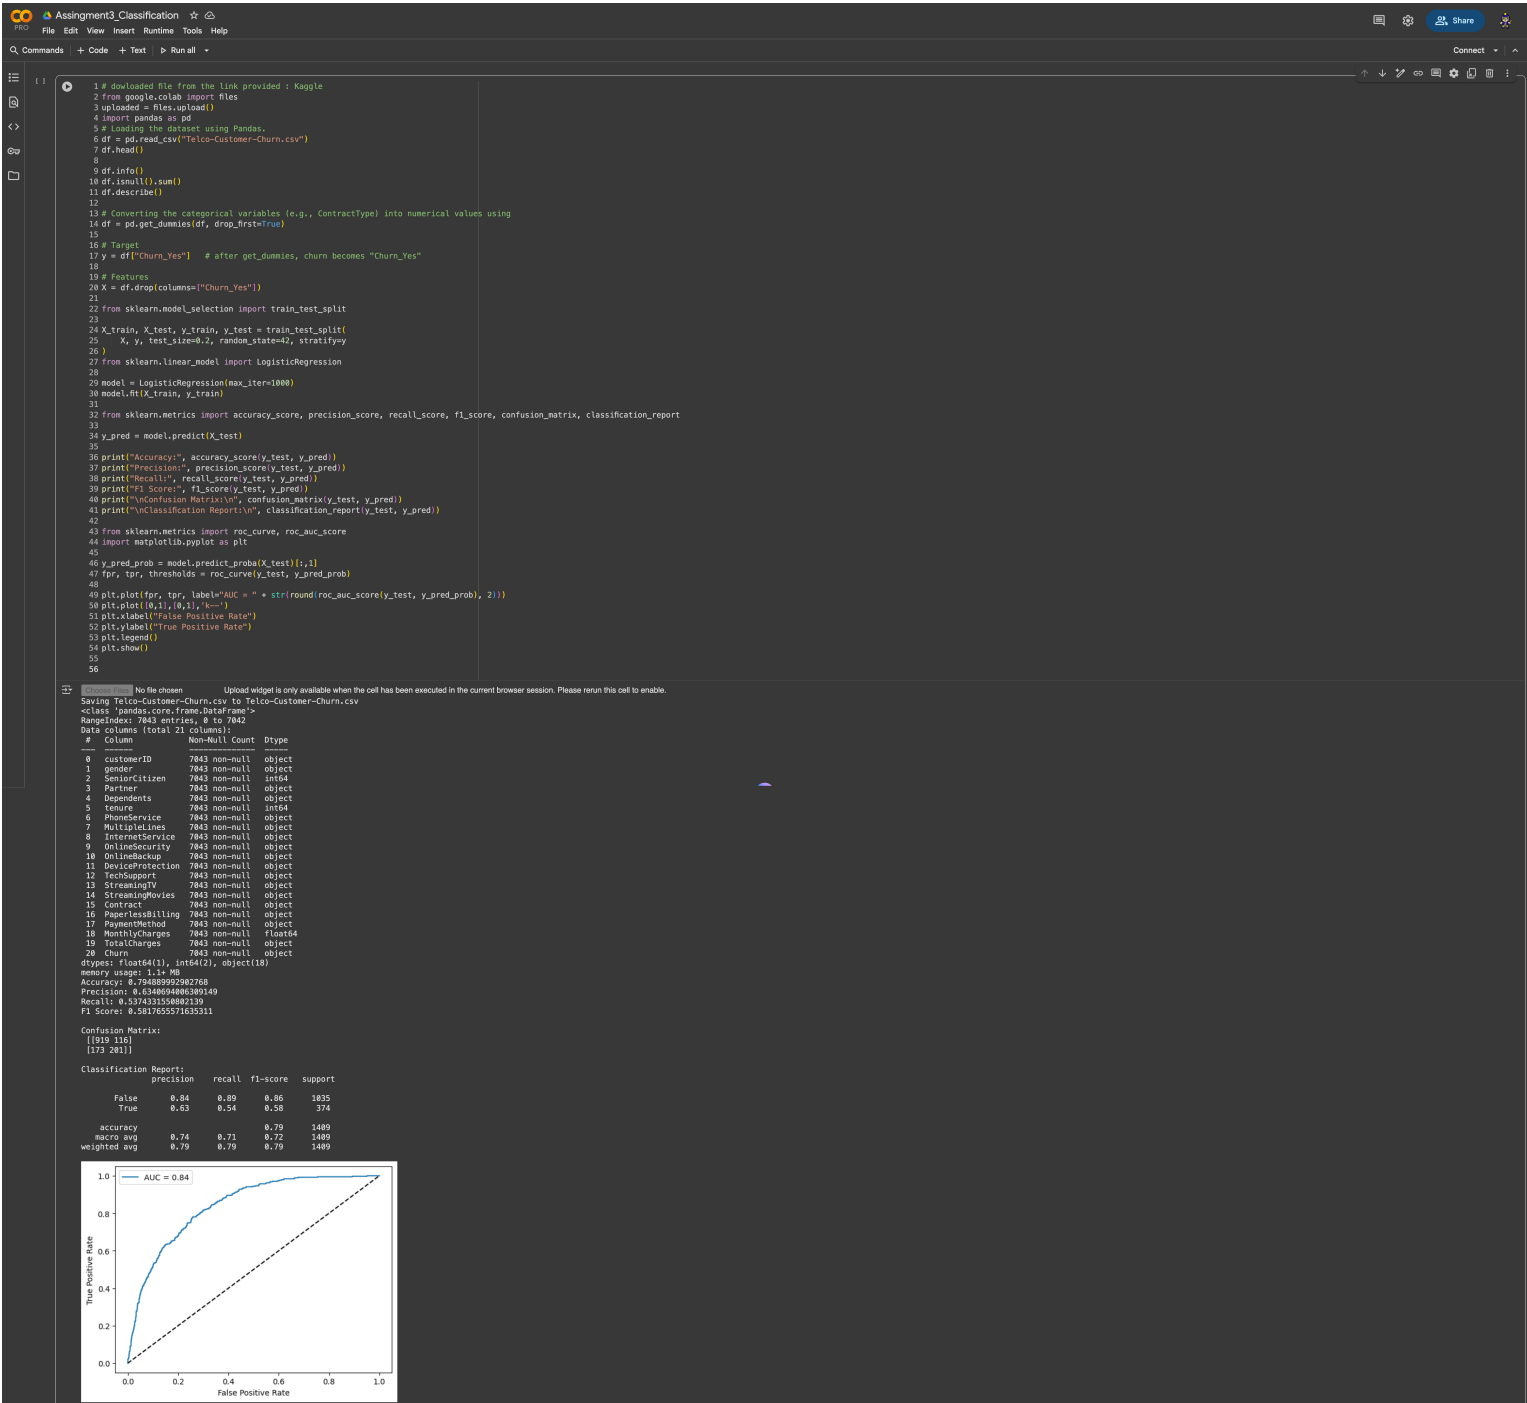 CO PRO
Assingment3_Classification
File Edit View Insert Runtime Tools Help
Share
Commands + Code + Text Run all
Connect
[ ]
1 # dowloaded file from the link provided : Kaggle
2 from google.colab import files
3 uploaded = files.upload()
4 import pandas as pd
5 # Loading the dataset using Pandas.
6 df = pd.read_csv("Telco-Customer-Churn.csv")
7 df.head()
8
9 df.info()
10 df.isnull().sum()
11 df.describe()
12
13 # Converting the categorical variables (e.g., ContractType) into numerical values using
14 df = pd.get_dummies(df, drop_first=True)
15
16 # Target
17 y = df["Churn_Yes"]   # after get_dummies, churn becomes "Churn_Yes"
18
19 # Features
20 X = df.drop(columns=["Churn_Yes"])
21
22 from sklearn.model_selection import train_test_split
23
24 X_train, X_test, y_train, y_test = train_test_split(
25     X, y, test_size=0.2, random_state=42, stratify=y
26 )
27 from sklearn.linear_model import LogisticRegression
28
29 model = LogisticRegression(max_iter=1000)
30 model.fit(X_train, y_train)
31
32 from sklearn.metrics import accuracy_score, precision_score, recall_score, f1_score, confusion_matrix, classification_report
33
34 y_pred = model.predict(X_test)
35
36 print("Accuracy:", accuracy_score(y_test, y_pred))
37 print("Precision:", precision_score(y_test, y_pred))
38 print("Recall:", recall_score(y_test, y_pred))
39 print("F1 Score:", f1_score(y_test, y_pred))
40 print("\nConfusion Matrix:\n", confusion_matrix(y_test, y_pred))
41 print("\nClassification Report:\n", classification_report(y_test, y_pred))
42
43 from sklearn.metrics import roc_curve, roc_auc_score
44 import matplotlib.pyplot as plt
45
46 y_pred_prob = model.predict_proba(X_test)[:,1]
47 fpr, tpr, thresholds = roc_curve(y_test, y_pred_prob)
48
49 plt.plot(fpr, tpr, label="AUC = " + str(round(roc_auc_score(y_test, y_pred_prob), 2)))
50 plt.plot([0,1],[0,1],'k--')
51 plt.xlabel("False Positive Rate")
52 plt.ylabel("True Positive Rate")
53 plt.legend()
54 plt.show()
55
56
Choose Files No file chosen Upload widget is only available when the cell has been executed in the current browser session. Please rerun this cell to enable.
Saving Telco-Customer-Churn.csv to Telco-Customer-Churn.csv
<class 'pandas.core.frame.DataFrame'>
RangeIndex: 7043 entries, 0 to 7042
Data columns (total 21 columns):
 #   Column            Non-Null Count  Dtype
---  ------            --------------  -----
 0   customerID        7043 non-null   object
 1   gender            7043 non-null   object
 2   SeniorCitizen     7043 non-null   int64
 3   Partner           7043 non-null   object
 4   Dependents        7043 non-null   object
 5   tenure            7043 non-null   int64
 6   PhoneService      7043 non-null   object
 7   MultipleLines     7043 non-null   object
 8   InternetService   7043 non-null   object
 9   OnlineSecurity    7043 non-null   object
 10  OnlineBackup      7043 non-null   object
 11  DeviceProtection  7043 non-null   object
 12  TechSupport       7043 non-null   object
 13  StreamingTV       7043 non-null   object
 14  StreamingMovies   7043 non-null   object
 15  Contract          7043 non-null   object
 16  PaperlessBilling  7043 non-null   object
 17  PaymentMethod     7043 non-null   object
 18  MonthlyCharges    7043 non-null   float64
 19  TotalCharges      7043 non-null   object
 20  Churn             7043 non-null   object
dtypes: float64(1), int64(2), object(18)
memory usage: 1.1+ MB
Accuracy: 0.794889992902768
Precision: 0.6340694006309149
Recall: 0.5374331550802139
F1 Score: 0.5817655571635311
Confusion Matrix:
[[919 116]
[173 201]]
Classification Report:
precision    recall  f1-score   support
False       0.84      0.89      0.86      1035
True       0.63      0.54      0.58       374
accuracy                           0.79      1409
macro avg       0.74      0.71      0.72      1409
weighted avg       0.79      0.79      0.79      1409
AUC = 0.84
1.0
0.8
0.6
0.4
0.2
0.0
True Positive Rate
0.0 0.2 0.4 0.6 0.8 1.0
False Positive Rate